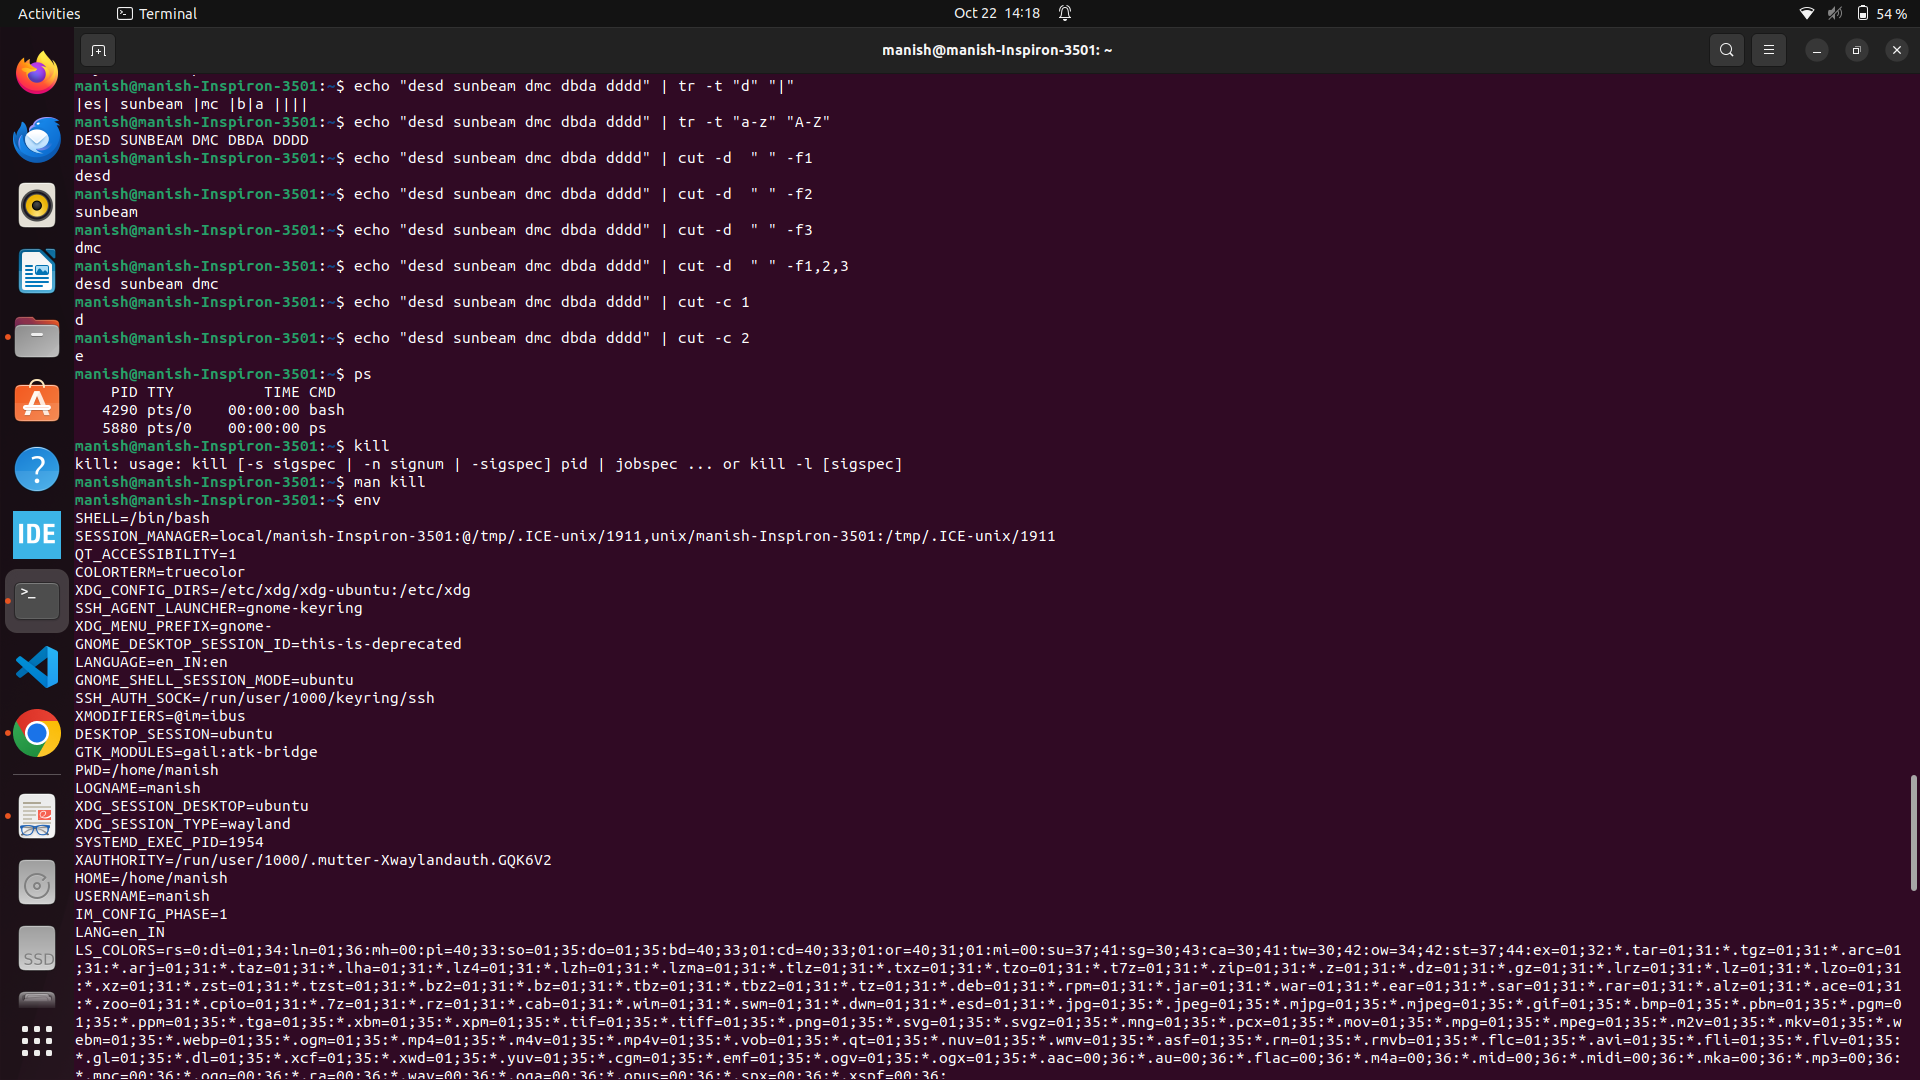 Activities
Terminal
Oct 22 14:18
54 %
manish@manish-Inspiron-3501: ~
manish@manish-Inspiron-3501:~$ echo "desd sunbeam dmc dbda dddd" | tr -t "d" "|"
|es| sunbeam |mc |b|a ||||
manish@manish-Inspiron-3501:~$ echo "desd sunbeam dmc dbda dddd" | tr -t "a-z" "A-Z"
DESD SUNBEAM DMC DBDA DDDD
manish@manish-Inspiron-3501:~$ echo "desd sunbeam dmc dbda dddd" | cut -d  " " -f1
desd
manish@manish-Inspiron-3501:~$ echo "desd sunbeam dmc dbda dddd" | cut -d  " " -f2
sunbeam
manish@manish-Inspiron-3501:~$ echo "desd sunbeam dmc dbda dddd" | cut -d  " " -f3
dmc
manish@manish-Inspiron-3501:~$ echo "desd sunbeam dmc dbda dddd" | cut -d  " " -f1,2,3
desd sunbeam dmc
manish@manish-Inspiron-3501:~$ echo "desd sunbeam dmc dbda dddd" | cut -c 1
d
manish@manish-Inspiron-3501:~$ echo "desd sunbeam dmc dbda dddd" | cut -c 2
e
manish@manish-Inspiron-3501:~$ ps
    PID TTY          TIME CMD
   4290 pts/0    00:00:00 bash
   5880 pts/0    00:00:00 ps
manish@manish-Inspiron-3501:~$ kill
kill: usage: kill [-s sigspec | -n signum | -sigspec] pid | jobspec ... or kill -l [sigspec]
manish@manish-Inspiron-3501:~$ man kill
manish@manish-Inspiron-3501:~$ env
SHELL=/bin/bash
SESSION_MANAGER=local/manish-Inspiron-3501:@/tmp/.ICE-unix/1911,unix/manish-Inspiron-3501:/tmp/.ICE-unix/1911
QT_ACCESSIBILITY=1
COLORTERM=truecolor
XDG_CONFIG_DIRS=/etc/xdg/xdg-ubuntu:/etc/xdg
SSH_AGENT_LAUNCHER=gnome-keyring
XDG_MENU_PREFIX=gnome-
GNOME_DESKTOP_SESSION_ID=this-is-deprecated
LANGUAGE=en_IN:en
GNOME_SHELL_SESSION_MODE=ubuntu
SSH_AUTH_SOCK=/run/user/1000/keyring/ssh
XMODIFIERS=@im=ibus
DESKTOP_SESSION=ubuntu
GTK_MODULES=gail:atk-bridge
PWD=/home/manish
LOGNAME=manish
XDG_SESSION_DESKTOP=ubuntu
XDG_SESSION_TYPE=wayland
SYSTEMD_EXEC_PID=1954
XAUTHORITY=/run/user/1000/.mutter-Xwaylandauth.GQK6V2
HOME=/home/manish
USERNAME=manish
IM_CONFIG_PHASE=1
LANG=en_IN
LS_COLORS=rs=0:di=01;34:ln=01;36:mh=00:pi=40;33:so=01;35:do=01;35:bd=40;33;01:cd=40;33;01:or=40;31;01:mi=00:su=37;41:sg=30;43:ca=30;41:tw=30;42:ow=34;42:st=37;44:ex=01;32:*.tar=01;31:*.tgz=01;31:*.arc=01
;31:*.arj=01;31:*.taz=01;31:*.lha=01;31:*.lz4=01;31:*.lzh=01;31:*.lzma=01;31:*.tlz=01;31:*.txz=01;31:*.tzo=01;31:*.t7z=01;31:*.zip=01;31:*.z=01;31:*.dz=01;31:*.gz=01;31:*.lrz=01;31:*.lz=01;31:*.lzo=01;31
:*.xz=01;31:*.zst=01;31:*.tzst=01;31:*.bz2=01;31:*.bz=01;31:*.tbz=01;31:*.tbz2=01;31:*.tz=01;31:*.deb=01;31:*.rpm=01;31:*.jar=01;31:*.war=01;31:*.ear=01;31:*.sar=01;31:*.rar=01;31:*.alz=01;31:*.ace=01;31
:*.zoo=01;31:*.cpio=01;31:*.7z=01;31:*.rz=01;31:*.cab=01;31:*.wim=01;31:*.swm=01;31:*.dwm=01;31:*.esd=01;31:*.jpg=01;35:*.jpeg=01;35:*.mjpg=01;35:*.mjpeg=01;35:*.gif=01;35:*.bmp=01;35:*.pbm=01;35:*.pgm=0
1;35:*.ppm=01;35:*.tga=01;35:*.xbm=01;35:*.xpm=01;35:*.tif=01;35:*.tiff=01;35:*.png=01;35:*.svg=01;35:*.svgz=01;35:*.mng=01;35:*.pcx=01;35:*.mov=01;35:*.mpg=01;35:*.mpeg=01;35:*.m2v=01;35:*.mkv=01;35:*.w
ebm=01;35:*.webp=01;35:*.ogm=01;35:*.mp4=01;35:*.m4v=01;35:*.mp4v=01;35:*.vob=01;35:*.qt=01;35:*.nuv=01;35:*.wmv=01;35:*.asf=01;35:*.rm=01;35:*.rmvb=01;35:*.flc=01;35:*.avi=01;35:*.fli=01;35:*.flv=01;35:
*.gl=01;35:*.dl=01;35:*.xcf=01;35:*.xwd=01;35:*.yuv=01;35:*.cgm=01;35:*.emf=01;35:*.ogv=01;35:*.ogx=01;35:*.aac=00;36:*.au=00;36:*.flac=00;36:*.m4a=00;36:*.mid=00;36:*.midi=00;36:*.mka=00;36:*.mp3=00;36:
*.mpc=00;36:*.ogg=00;36:*.ra=00;36:*.wav=00;36:*.oga=00;36:*.opus=00;36:*.spx=00;36:*.xspf=00;36:
IDE
SSD